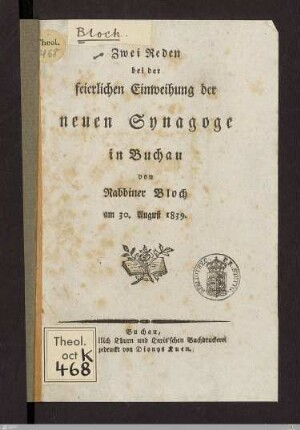 Bloch.
Theol.
468
Zwei Reden
bei der
feierlichen Einweihung der
neuen Synagoge
in Buchau
von
Rabbiner Bloch
am 30. August 1839.
Buchau,
gedruckt von Dionys Kuen.
Theol.
oct K
468